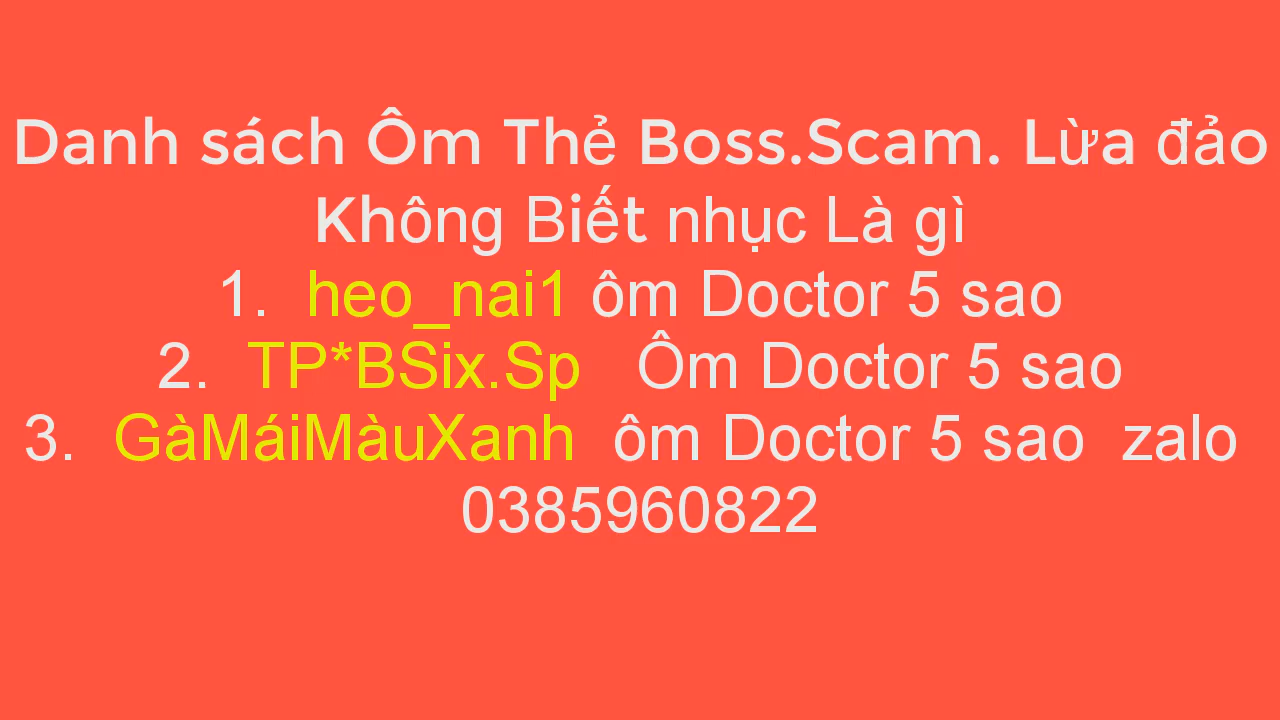 Danh sách Ôm Thẻ Boss.Scam. Lừa đảo
Không Biết nhục Là gì
1. heo_nai1 ôm Doctor 5 sao
2. TP*BSix.Sp Ôm Doctor 5 sao
3. GàMáiMàuXanh ôm Doctor 5 sao zalo
0385960822